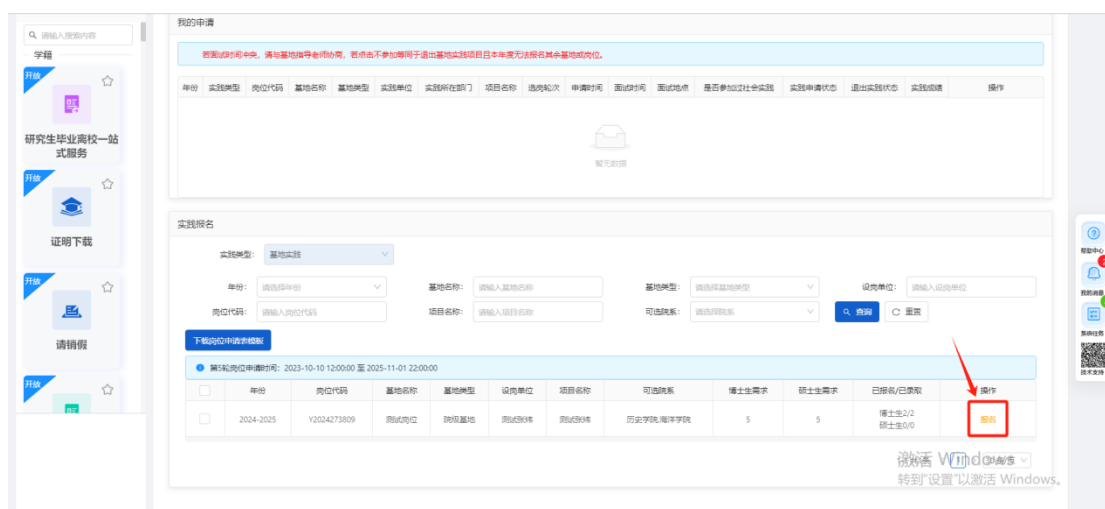 请输入搜索内容
学籍
开放
研究生毕业离校一站
式服务
开放
证明下载
开放
请销假
开放
我的申请
若面试时间冲突，请与基地指导老师协商，若点击不参加等同于退出基地实践项目且本年度无法报名其余基地或岗位。
年份 实践类型 岗位代码 基地名称 基地类型 实践单位 实践所在部门 项目名称 选岗轮次 申请时间 面试时间 面试地点 是否参加过社会实践 实践申请状态 退出实践状态 实践成绩 操作
暂无数据
实践报名
实践类型: 基地实践
年份: 请选择年份 基地名称: 请输入基地名称 基地类型: 请选择基地类型 设岗单位: 请输入设岗单位
岗位代码: 请输入岗位代码 项目名称: 请输入项目名称 可选院系: 请选择院系 查询 重置
下载岗位申请表模板
第5轮岗位申请时间: 2023-10-10 12:00:00 至 2025-11-01 22:00:00
年份 岗位代码 基地名称 基地类型 设岗单位 项目名称 可选院系 博士生需求 硕士生需求 已报名/已录取 操作
2024-2025 Y2024273809 测试岗位 院级基地 测试张纬 测试张纬 历史学院,海洋学院 5 5 博士生2/2 报名
硕士生0/0
激活 Windows
转到"设置"以激活 Windows。
帮助中心
我的消息
系统任务
技术支持